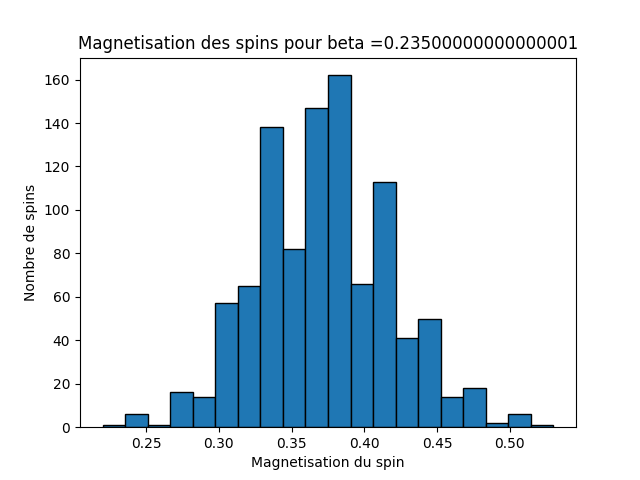 Magnetisation des spins pour beta =0.23500000000000001
160
140
120
100
80
60
40
20
0
Nombre de spins
0.25 0.30 0.35 0.40 0.45 0.50
Magnetisation du spin